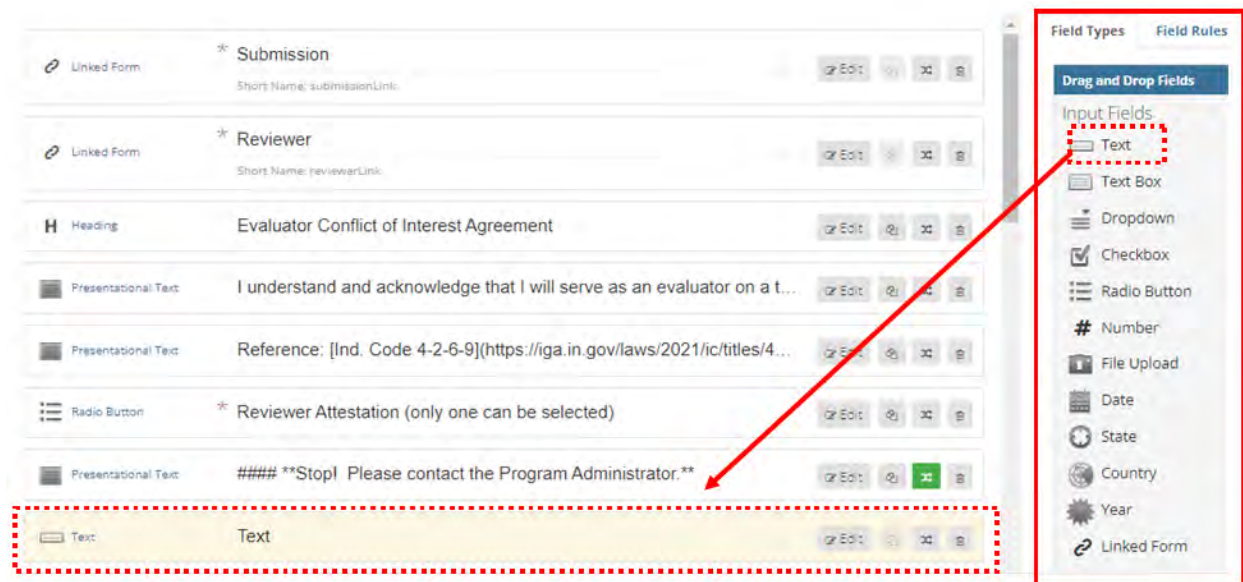 Linked Form * Submission Edit
Short Name: submissionLink
Linked Form * Reviewer Edit
Short Name: reviewerLink
H Heading Evaluator Conflict of Interest Agreement Edit
Presentational Text I understand and acknowledge that I will serve as an evaluator on a t... Edit
Presentational Text Reference: [Ind. Code 4-2-6-9](https://iga.in.gov/laws/2021/ic/titles/4... Edit
Radio Button * Reviewer Attestation (only one can be selected) Edit
Presentational Text #### **Stop! Please contact the Program Administrator.** Edit
Text Text Edit
Field Types Field Rules
Drag and Drop Fields
Input Fields
Text
Text Box
Dropdown
Checkbox
Radio Button
# Number
File Upload
Date
State
Country
Year
Linked Form